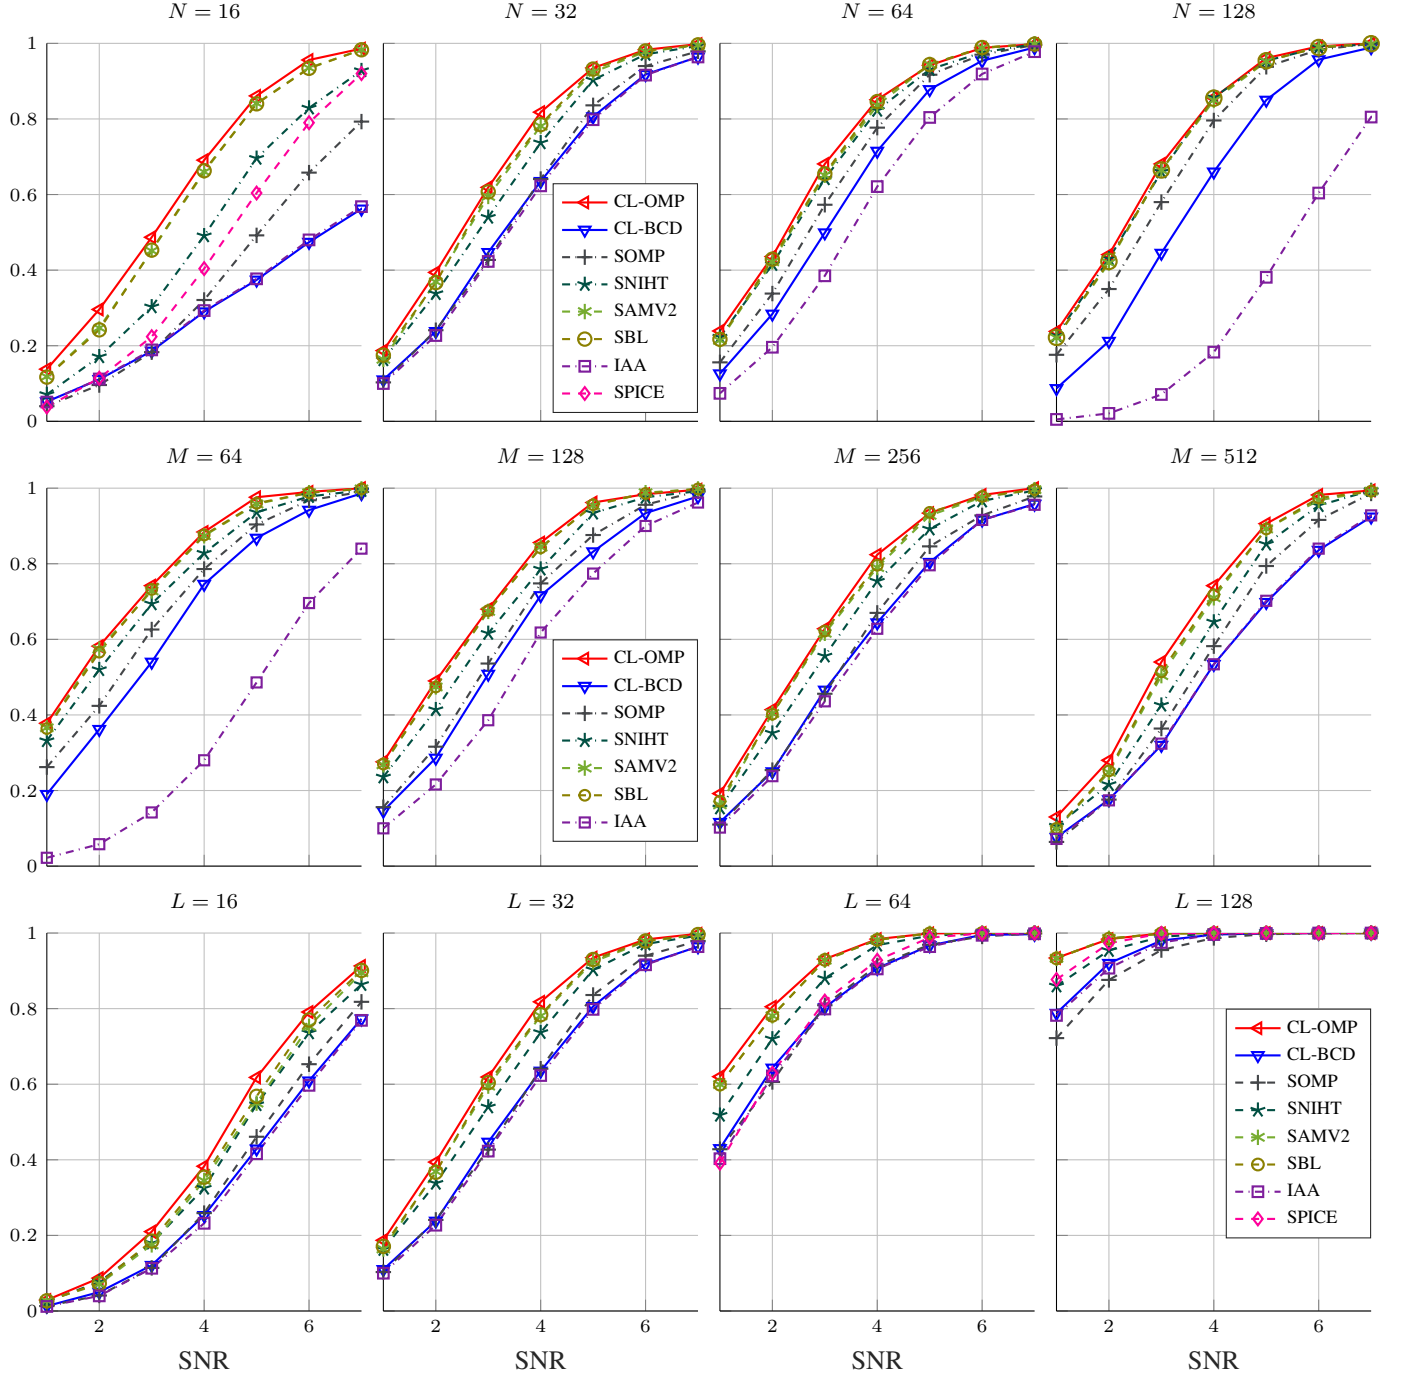 N = 16
N = 32
N = 64
N = 128
1
0.8
0.6
0.4
0.2
0
CL-OMP
CL-BCD
SOMP
SNIHT
SAMV2
SBL
IAA
SPICE
M = 64
M = 128
M = 256
M = 512
1
0.8
0.6
0.4
0.2
0
CL-OMP
CL-BCD
SOMP
SNIHT
SAMV2
SBL
IAA
L = 16
L = 32
L = 64
L = 128
1
0.8
0.6
0.4
0.2
0
CL-OMP
CL-BCD
SOMP
SNIHT
SAMV2
SBL
IAA
SPICE
2 4 6
2 4 6
2 4 6
2 4 6
SNR
SNR
SNR
SNR